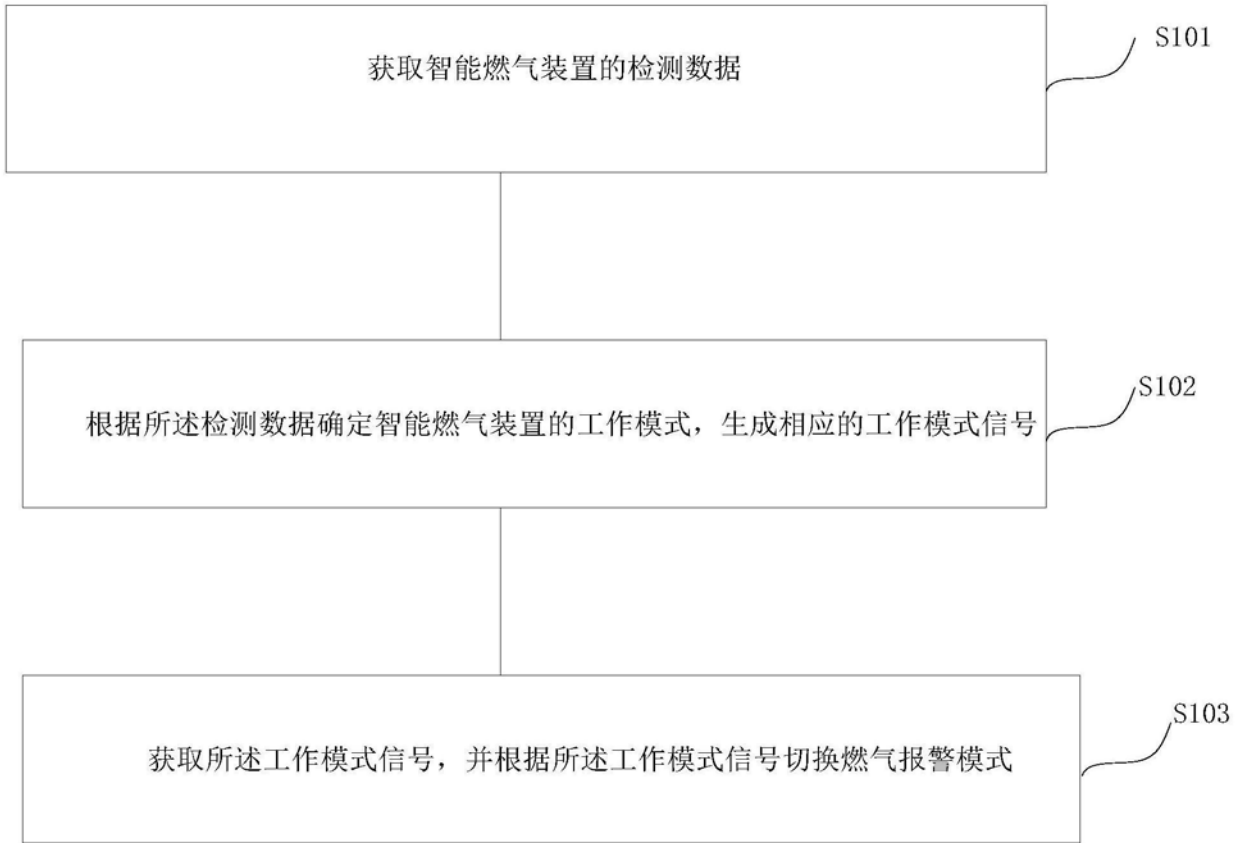 获取智能燃气装置的检测数据
S101
根据所述检测数据确定智能燃气装置的工作模式，生成相应的工作模式信号
S102
获取所述工作模式信号，并根据所述工作模式信号切换燃气报警模式
S103